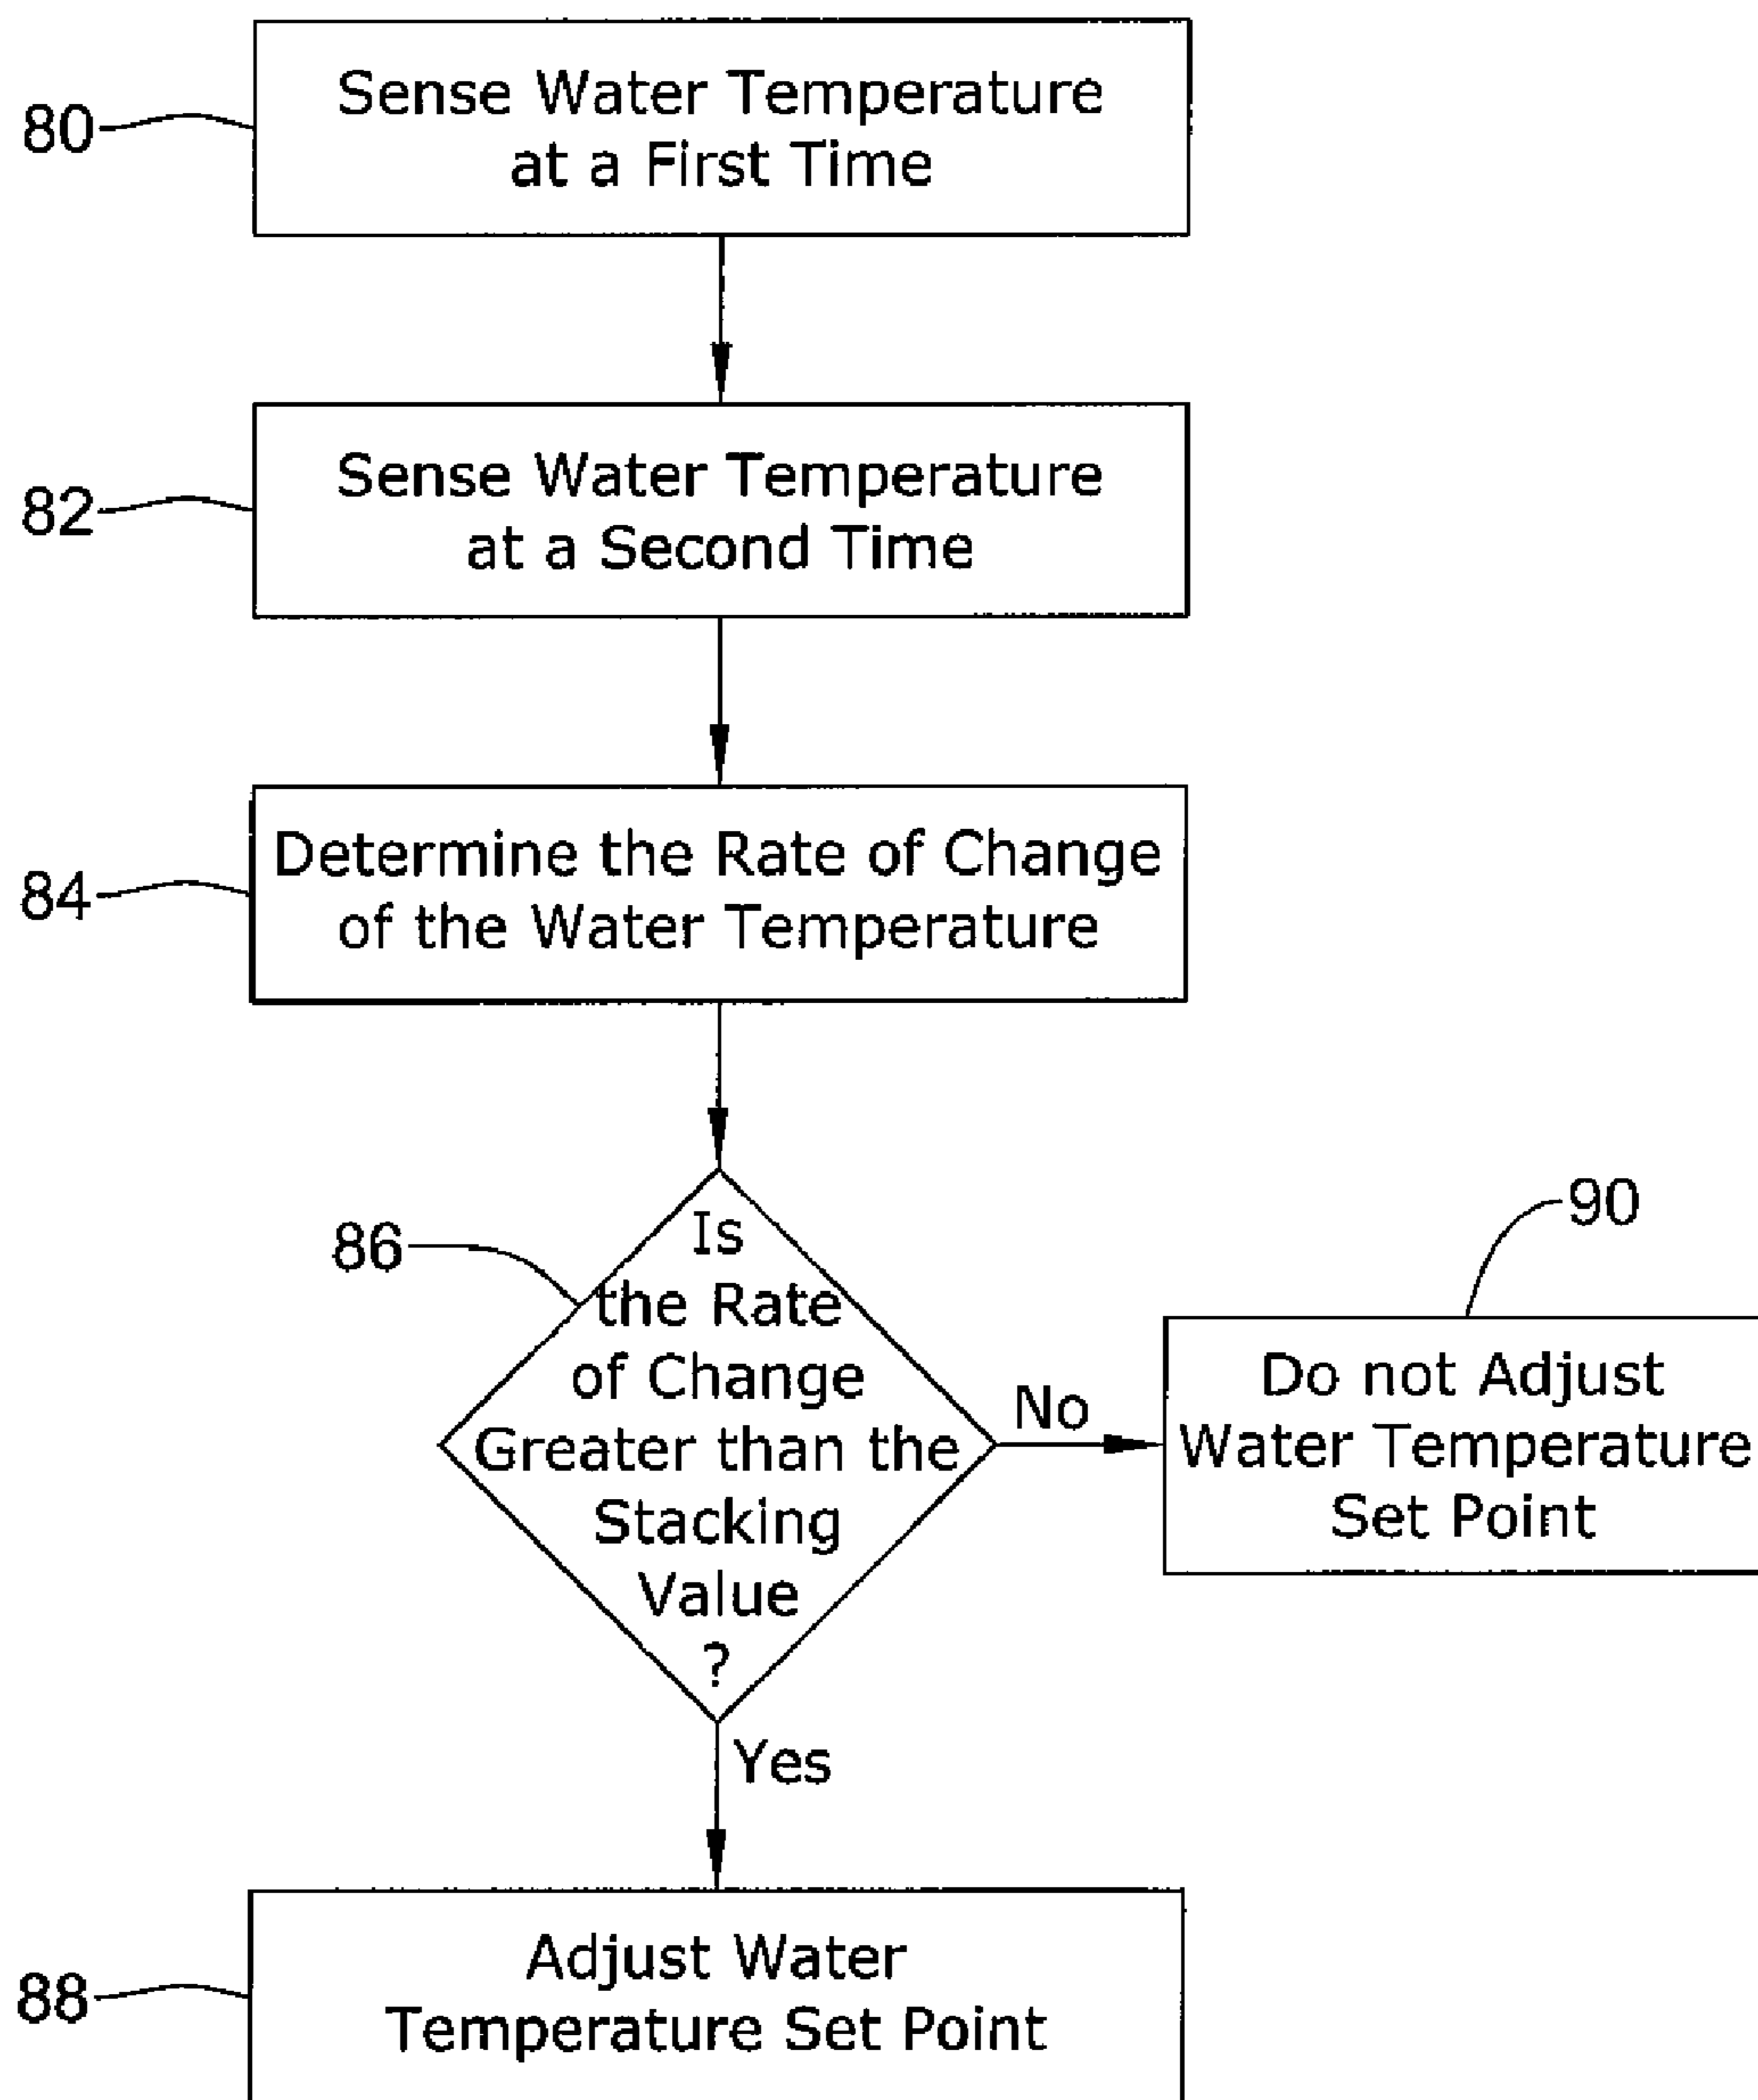 80
Sense Water Temperature
at a First Time
82
Sense Water Temperature
at a Second Time
84
Determine the Rate of Change
of the Water Temperature
86
Is
the Rate
of Change
Greater than the
Stacking
Value
?
No
90
Do not Adjust
Water Temperature
Set Point
Yes
88
Adjust Water
Temperature Set Point